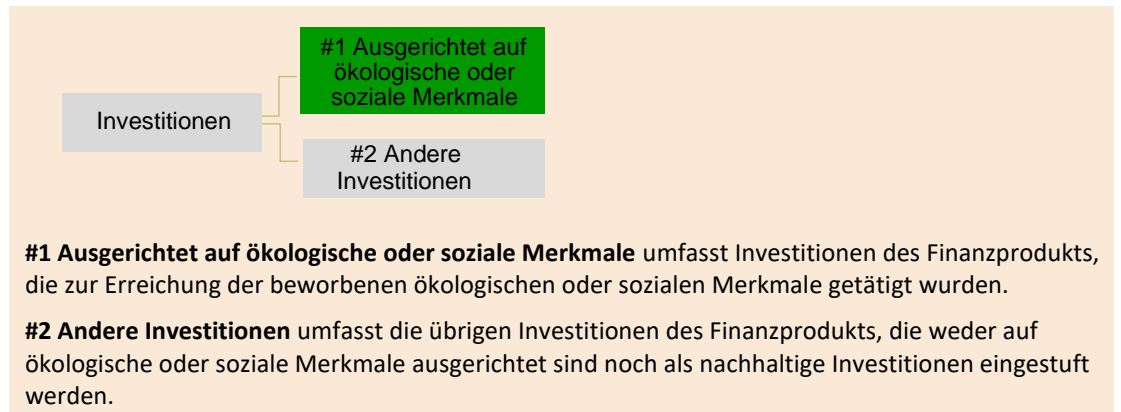 #1 Ausgerichtet auf
ökologische oder
soziale Merkmale
Investitionen
#2 Andere
Investitionen
#1 Ausgerichtet auf ökologische oder soziale Merkmale umfasst Investitionen des Finanzprodukts,
die zur Erreichung der beworbenen ökologischen oder sozialen Merkmale getätigt wurden.
#2 Andere Investitionen umfasst die übrigen Investitionen des Finanzprodukts, die weder auf
ökologische oder soziale Merkmale ausgerichtet sind noch als nachhaltige Investitionen eingestuft
werden.